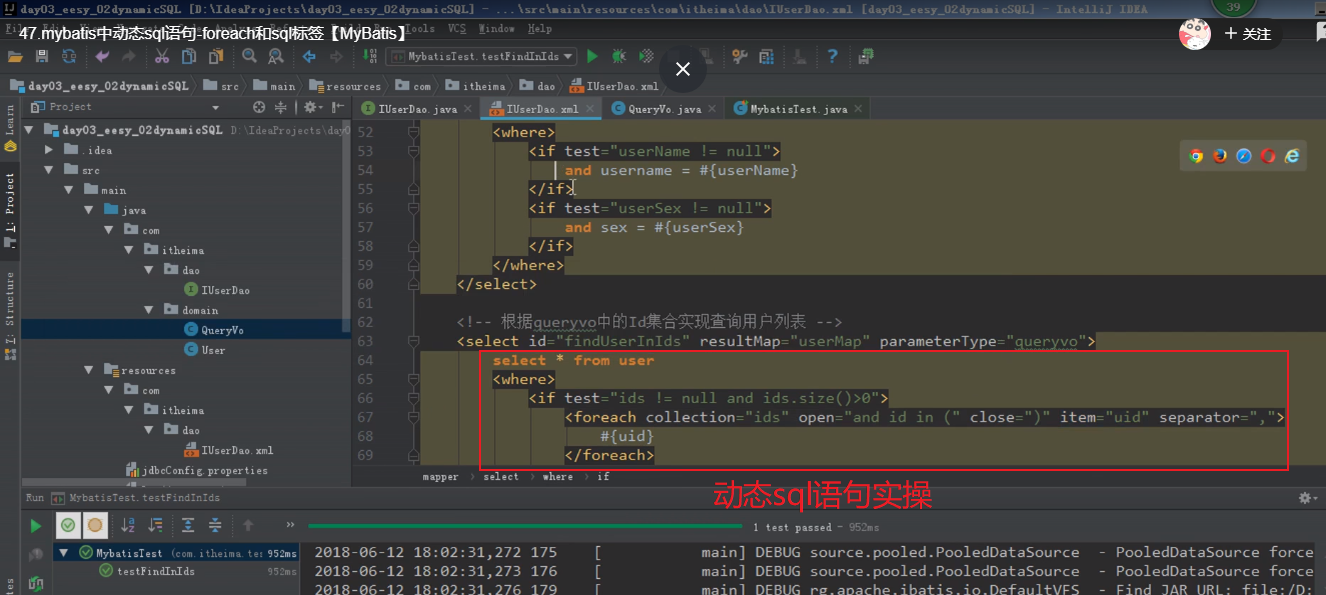 day03_eesy_02dynamicSQL [D:\IdeaProjects\day03_eesy_02dynamicSQL] - ...\src\main\resources\com\itheima\dao\IUserDao.xml [day03_eesy_02dynamicSQL] - IntelliJ IDEA
39
Tools VCS Window Help
47.mybatis中动态sql语句-foreach和sql标签【MyBatis】
+ 关注
MybatisTest.testFindInIds
day03_eesy_02dynamicSQL src main resources com itheima dao IUserDao.xml
Project
IUserDao.java IUserDao.xml QueryVo.java MybatisTest.java
Learn
1: Project
7: Structure
day03_eesy_02dynamicSQL D:\IdeaProjects\day0
.idea
src
main
java
com
itheima
dao
IUserDao
domain
QueryVo
User
resources
com
itheima
dao
IUserDao.xml
jdbcConfig.properties
52 <where>
53 <if test="userName != null">
54 and username = #{userName}
55 </if>
56 <if test="userSex != null">
57 and sex = #{userSex}
58 </if>
59 </where>
60 </select>
61
62 <!-- 根据queryvo中的Id集合实现查询用户列表 -->
63 <select id="findUserInIds" resultMap="userMap" parameterType="queryvo">
64 select * from user
65 <where>
66 <if test="ids != null and ids.size()>0">
67 <foreach collection="ids" open="and id in (" close=")" item="uid" separator=",">
68 #{uid}
69 </foreach>
mapper › select › where › if
动态sql语句实操
Run MybatisTest.testFindInIds
» 1 test passed - 952ms
MybatisTest (com.itheima.tes 952ms
testFindInIds 952ms
2018-06-12 18:02:31,272 175 [ main] DEBUG source.pooled.PooledDataSource - PooledDataSource force
2018-06-12 18:02:31,273 176 [ main] DEBUG source.pooled.PooledDataSource - PooledDataSource force
2018-06-12 18:02:31,276 179 [ main] DEBUG rg.apache.ibatis.io.DefaultVFS - Find JAR URL: file:/D: